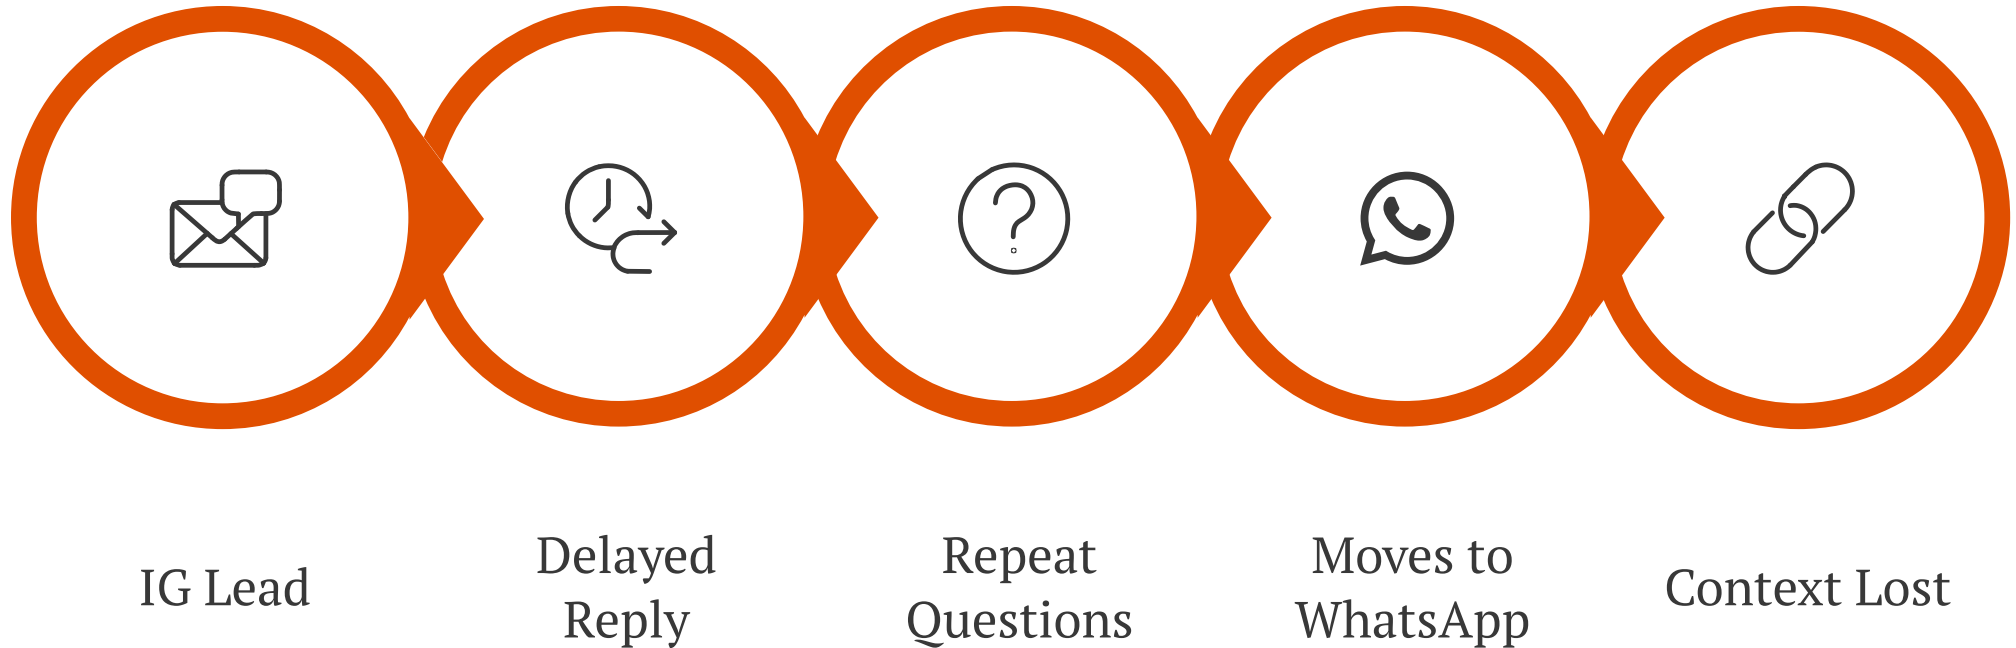 IG Lead
Delayed
Reply
Repeat
Questions
Moves to
WhatsApp
Context Lost